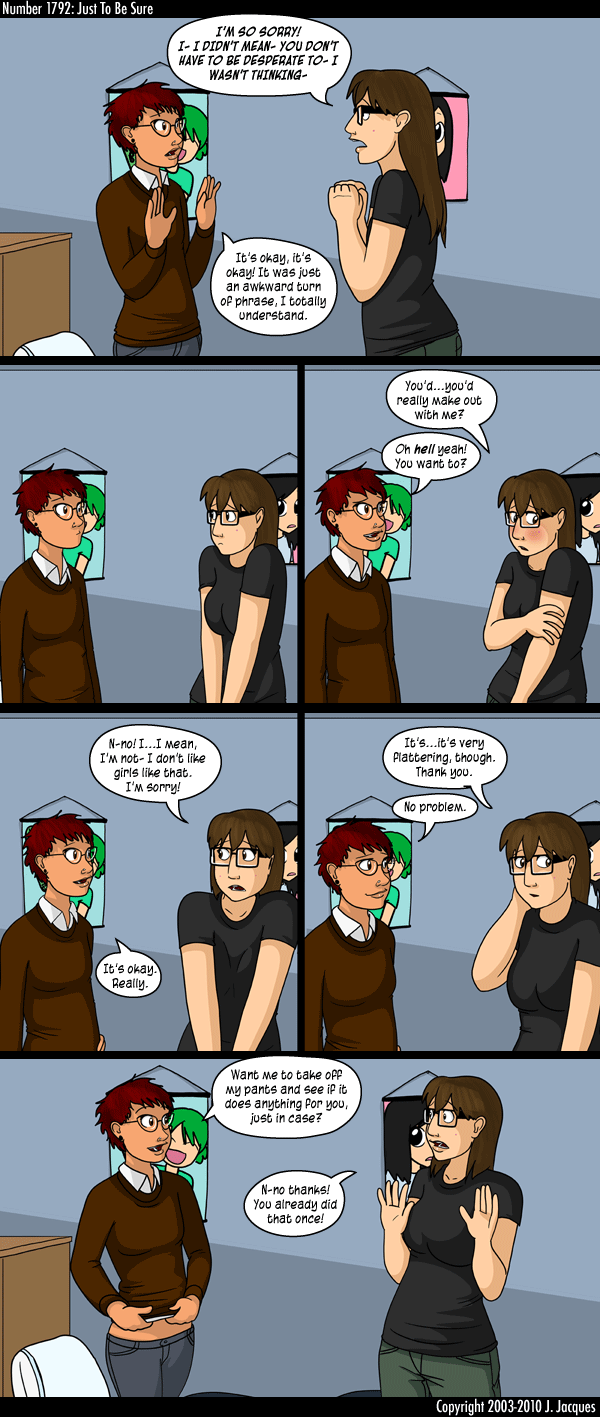 Number 1792: Just To Be Sure
I'M SO SORRY!
I- I DIDN'T MEAN- YOU DON'T
HAVE TO BE DESPERATE TO- I
WASN'T THINKING-
It's okay, it's
okay! It was just
an awkward turn
of phrase, I totally
understand.
You'd...you'd
really make out
with me?
Oh hell yeah!
You want to?
N-no! I...I mean,
I'm not- I don't like
girls like that.
I'm sorry!
It's okay.
Really.
It's...it's very
flattering, though.
Thank you.
No problem.
Want me to take off
my pants and see if it
does anything for you,
just in case?
N-no thanks!
You already did
that once!
Copyright 2003-2010 J. Jacques